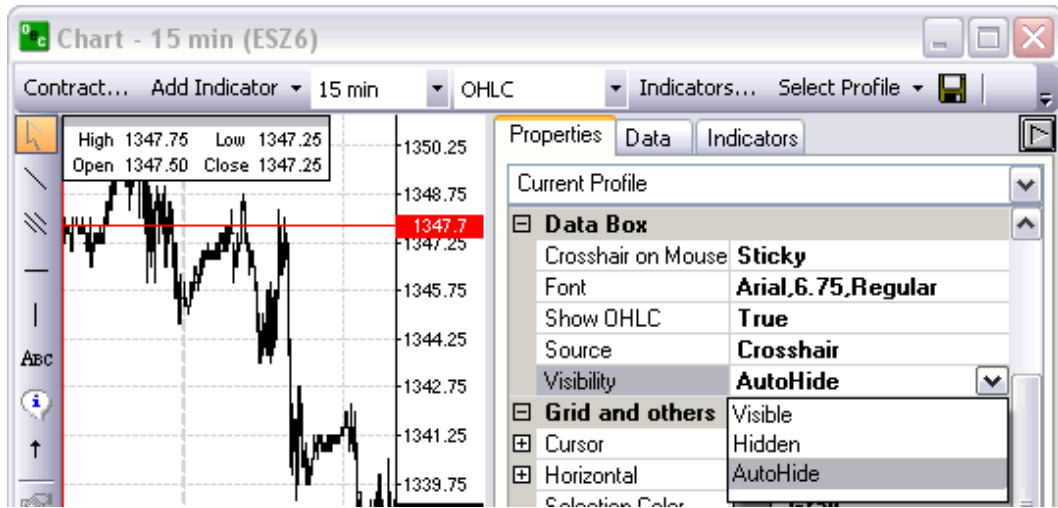 Oec Chart - 15 min (ESZ6)
Contract... Add Indicator 15 min OHLC Indicators... Select Profile
High 1347.75 Low 1347.25
Open 1347.50 Close 1347.25
1350.25
1348.75
1347.7
1347.25
1345.75
1344.25
1342.75
1341.25
1339.75
ABC
Properties Data Indicators
Current Profile
Data Box
Crosshair on Mouse Sticky
Font Arial,6.75,Regular
Show OHLC True
Source Crosshair
Visibility AutoHide
Grid and others
Cursor
Horizontal
Selection Color
Visible
Hidden
AutoHide